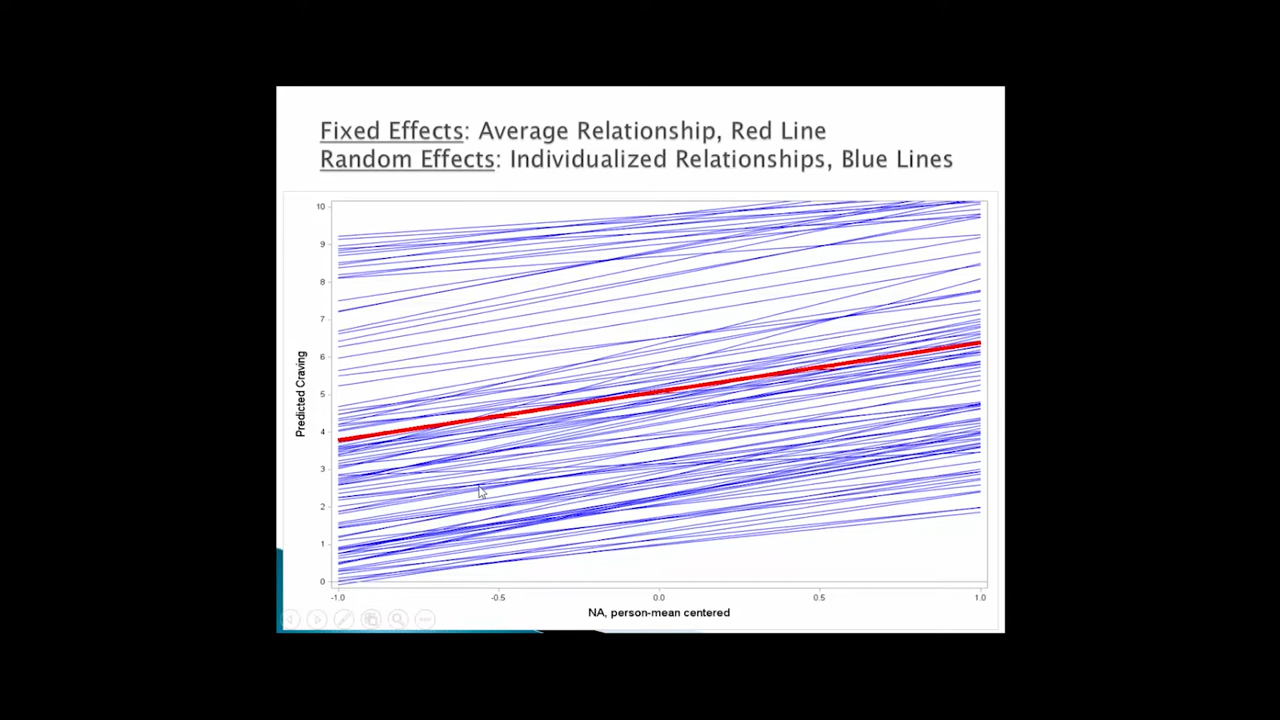 Fixed Effects: Average Relationship, Red Line
Random Effects: Individualized Relationships, Blue Lines
10
9
8
7
6
5
4
3
2
1
0
Predicted Craving
-1.0 -0.5 0.0 0.5 1.0
NA, person-mean centered